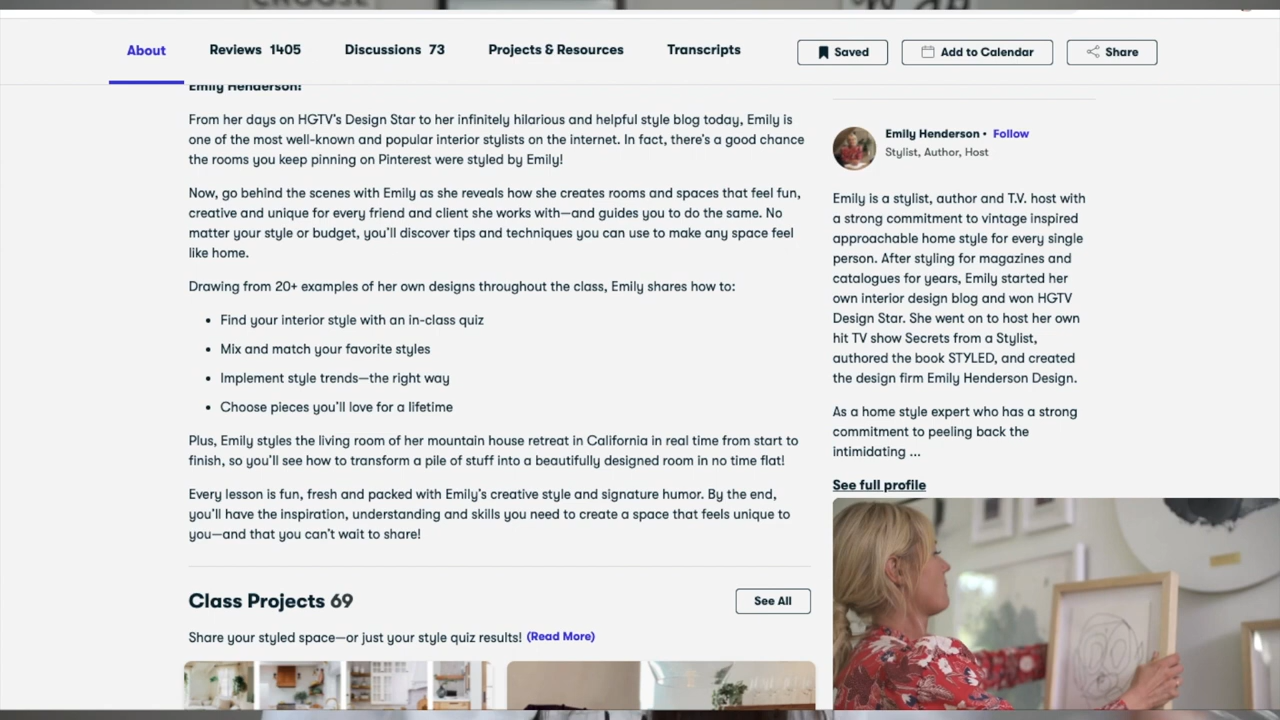 CHOOSE
About
Reviews 1405
Discussions 73
Projects & Resources
Transcripts
Saved
Add to Calendar
Share
Emily Henderson!
From her days on HGTV's Design Star to her infinitely hilarious and helpful style blog today, Emily is
one of the most well-known and popular interior stylists on the internet. In fact, there's a good chance
the rooms you keep pinning on Pinterest were styled by Emily!
Now, go behind the scenes with Emily as she reveals how she creates rooms and spaces that feel fun,
creative and unique for every friend and client she works with—and guides you to do the same. No
matter your style or budget, you'll discover tips and techniques you can use to make any space feel
like home.
Drawing from 20+ examples of her own designs throughout the class, Emily shares how to:
• Find your interior style with an in-class quiz
• Mix and match your favorite styles
• Implement style trends—the right way
• Choose pieces you'll love for a lifetime
Plus, Emily styles the living room of her mountain house retreat in California in real time from start to
finish, so you'll see how to transform a pile of stuff into a beautifully designed room in no time flat!
Every lesson is fun, fresh and packed with Emily's creative style and signature humor. By the end,
you'll have the inspiration, understanding and skills you need to create a space that feels unique to
you—and that you can't wait to share!
Class Projects 69
See All
Share your styled space—or just your style quiz results! (Read More)
Emily Henderson • Follow
Stylist, Author, Host
Emily is a stylist, author and T.V. host with
a strong commitment to vintage inspired
approachable home style for every single
person. After styling for magazines and
catalogues for years, Emily started her
own interior design blog and won HGTV
Design Star. She went on to host her own
hit TV show Secrets from a Stylist,
authored the book STYLED, and created
the design firm Emily Henderson Design.
As a home style expert who has a strong
commitment to peeling back the
intimidating ...
See full profile